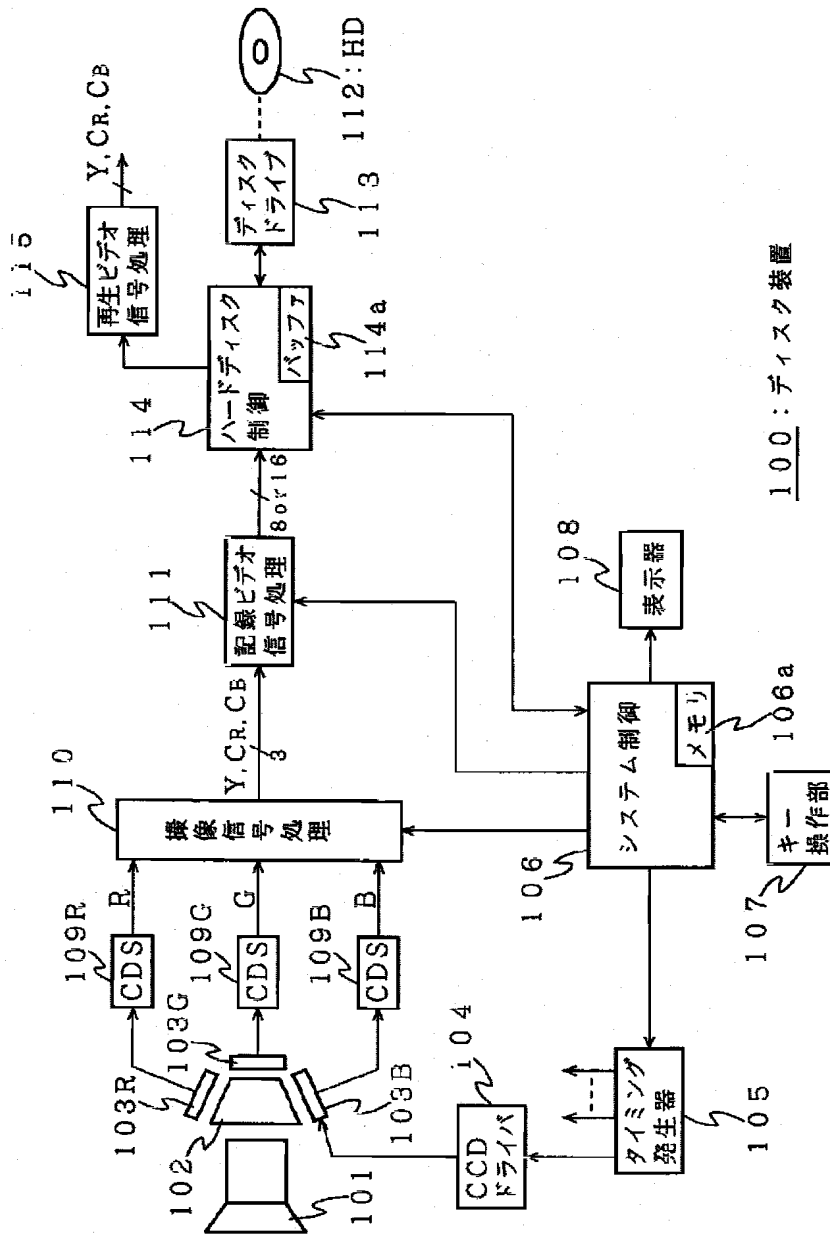 115
再生ビデオ
信号処理
Y, CR, CB
114
ハードディスク
制御
バッファ
114a
ディスク
ドライブ
113
112:HD
8or16
111
記録ビデオ
信号処理
Y, CR, CB
3
110
撮像信号処理
R
G
B
109R
CDS
109G
CDS
109B
CDS
103R
103G
103B
102
101
104
CCD
ドライバ
105
タイミング
発生器
106
システム制御
メモリ
106a
107
キー
操作部
108
表示器
100:ディスク装置